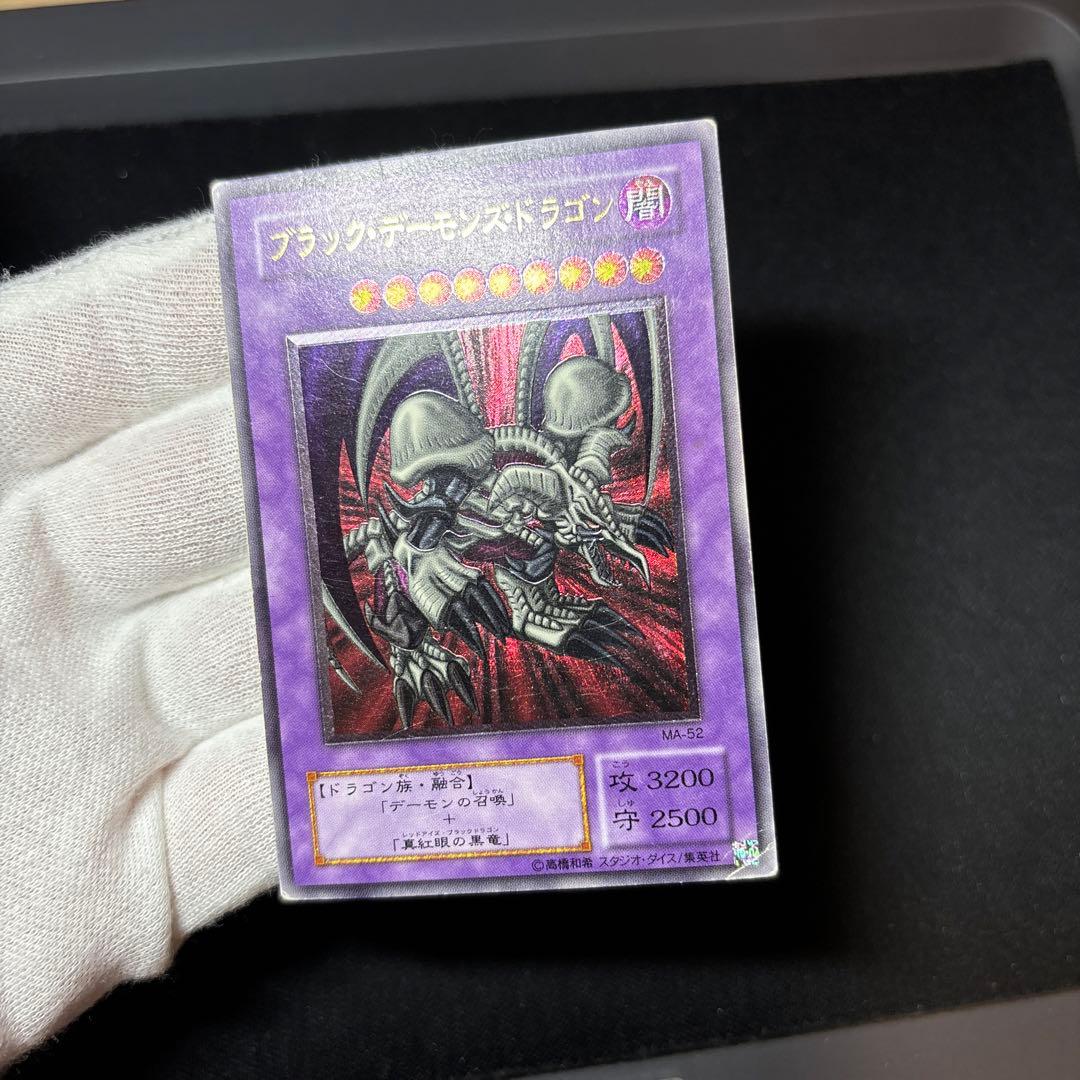 ブラック・デーモンズ・ドラゴン 闇
MA-52
【ドラゴン族・融合】
「デーモンの召喚」
+
「真紅眼の黒竜」
攻 3200
守 2500
©高橋和希 スタジオ・ダイス/集英社